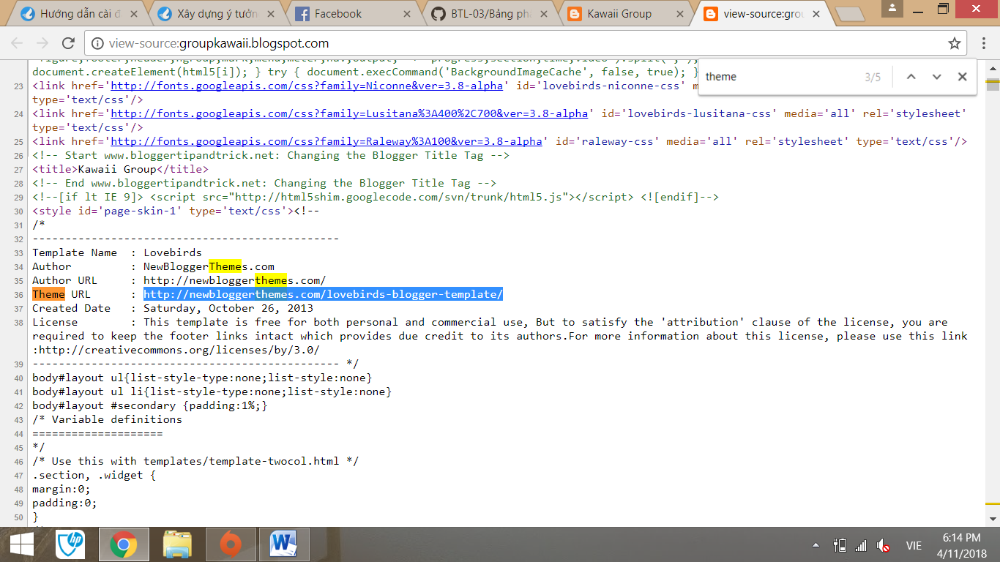 Hướng dẫn cài đ
Xây dựng ý tưởn
Facebook
BTL-03/Bảng ph
Kawaii Group
view-source:grou
view-source:groupkawaii.blogspot.com
theme 3/5
document.createElement(html5[i]); } try { document.execCommand('BackgroundImageCache', false, true); }
23 <link href='http://fonts.googleapis.com/css?family=Niconne&ver=3.8-alpha' id='lovebirds-niconne-css' m
type='text/css'/>
24 <link href='http://fonts.googleapis.com/css?family=Lusitana%3A400%2C700&ver=3.8-alpha' id='lovebirds-lusitana-css' media='all' rel='stylesheet'
type='text/css'/>
25 <link href='http://fonts.googleapis.com/css?family=Raleway%3A100&ver=3.8-alpha' id='raleway-css' media='all' rel='stylesheet' type='text/css'/>
26 <!-- Start www.bloggertipandtrick.net: Changing the Blogger Title Tag -->
27 <title>Kawaii Group</title>
28 <!-- End www.bloggertipandtrick.net: Changing the Blogger Title Tag -->
29 <!--[if lt IE 9]> <script src="http://html5shim.googlecode.com/svn/trunk/html5.js"></script> <![endif]-->
30 <style id='page-skin-1' type='text/css'><!--
31 /*
32 -----------------------------------------------
33 Template Name : Lovebirds
34 Author : NewBloggerThemes.com
35 Author URL : http://newbloggerthemes.com/
36 Theme URL : http://newbloggerthemes.com/lovebirds-blogger-template/
37 Created Date : Saturday, October 26, 2013
38 License : This template is free for both personal and commercial use, But to satisfy the 'attribution' clause of the license, you are
required to keep the footer links intact which provides due credit to its authors.For more information about this license, please use this link
:http://creativecommons.org/licenses/by/3.0/
39 ----------------------------------------------- */
40 body#layout ul{list-style-type:none;list-style:none}
41 body#layout ul li{list-style-type:none;list-style:none}
42 body#layout #secondary {padding:1%;}
43 /* Variable definitions
44 ====================
45 */
46 /* Use this with templates/template-twocol.html */
47 .section, .widget {
48 margin:0;
49 padding:0;
50 }
VIE
6:14 PM
4/11/2018